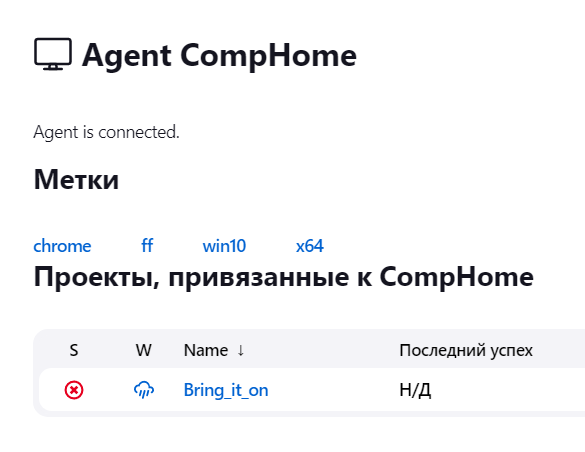 Agent CompHome
Agent is connected.
Метки
chrome ff win10 x64
Проекты, привязанные к CompHome
S W Name ↓ Последний успех
Bring_it_on Н/Д